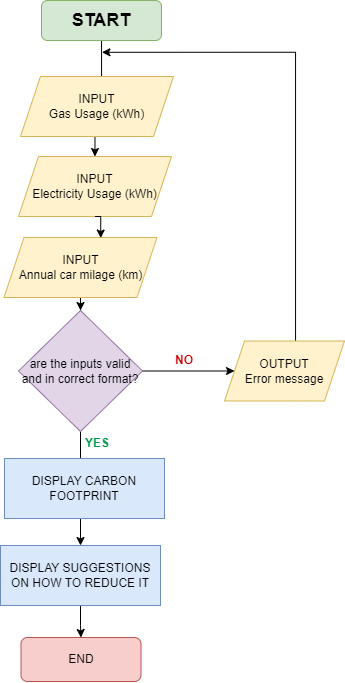 START
INPUT
Gas Usage (kWh)
INPUT
Electricity Usage (kWh)
INPUT
Annual car milage (km)
are the inputs valid
and in correct format?
NO
OUTPUT
Error message
YES
DISPLAY CARBON
FOOTPRINT
DISPLAY SUGGESTIONS
ON HOW TO REDUCE IT
END